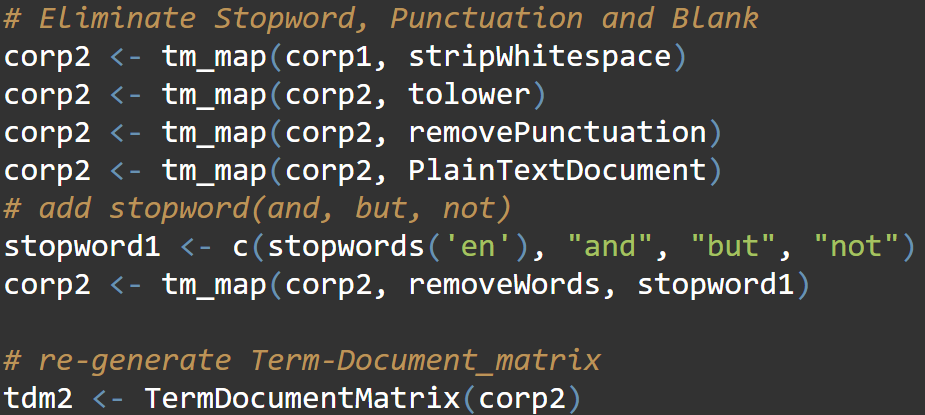 # Eliminate Stopword, Punctuation and Blank
corp2 <- tm_map(corp1, stripWhitespace)
corp2 <- tm_map(corp2, tolower)
corp2 <- tm_map(corp2, removePunctuation)
corp2 <- tm_map(corp2, PlainTextDocument)
# add stopword(and, but, not)
stopword1 <- c(stopwords('en'), "and", "but", "not")
corp2 <- tm_map(corp2, removeWords, stopword1)
# re-generate Term-Document_matrix
tdm2 <- TermDocumentMatrix(corp2)